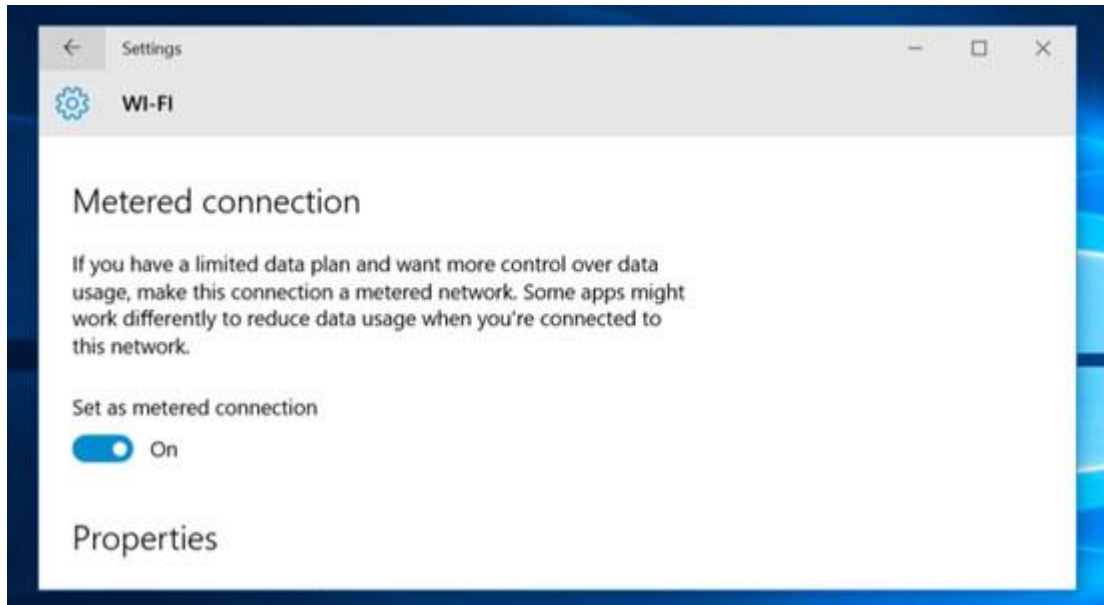 Settings
WI-FI
Metered connection
If you have a limited data plan and want more control over data
usage, make this connection a metered network. Some apps might
work differently to reduce data usage when you're connected to
this network.
Set as metered connection
On
Properties